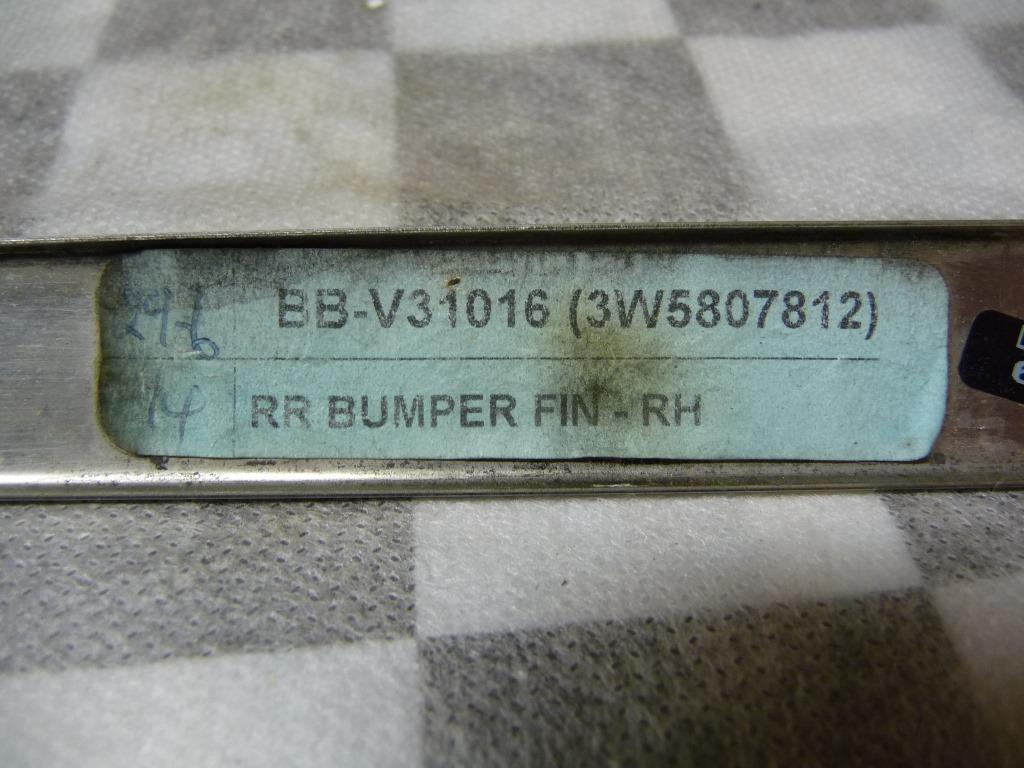 BB-V31016 (3W5807812)
14
RR BUMPER FIN - RH